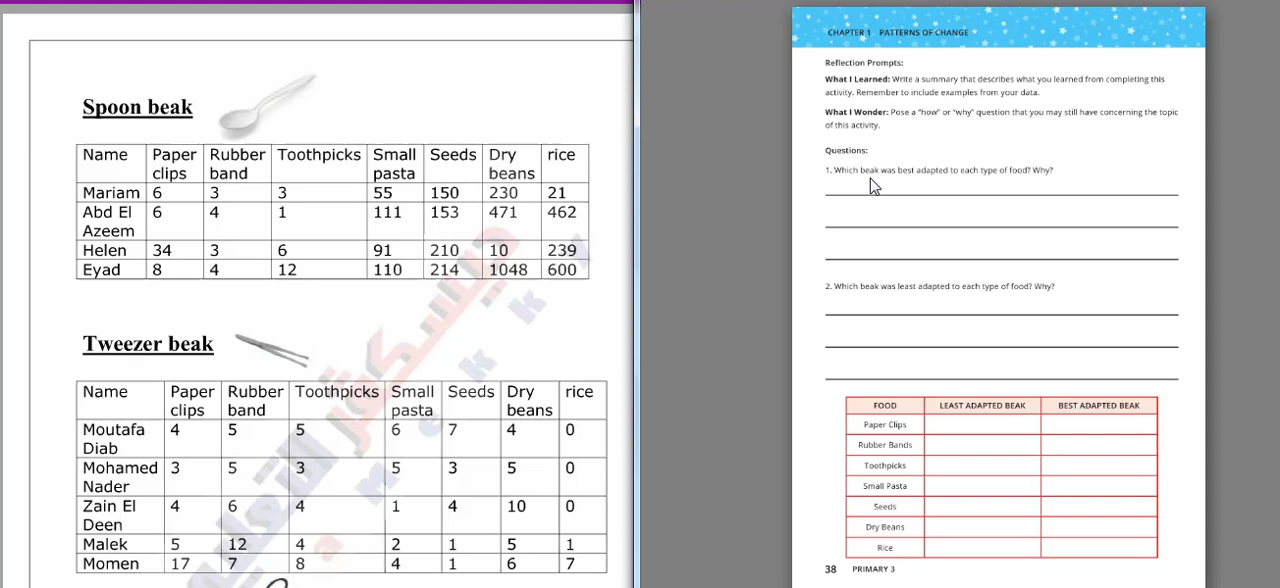 Spoon beak
Name Paper clips Rubber band Toothpicks Small pasta Seeds Dry beans rice
Mariam 6 3 3 55 150 230 21
Abd El Azeem 6 4 1 111 153 471 462
Helen 34 3 6 91 210 10 239
Eyad 8 4 12 110 214 1048 600
Tweezer beak
Name Paper clips Rubber band Toothpicks Small pasta Seeds Dry beans rice
Moutafa Diab 4 5 5 6 7 4 0
Mohamed Nader 3 5 3 5 3 5 0
Zain El Deen 4 6 4 1 4 10 0
Malek 5 12 4 2 1 5 1
Momen 17 7 8 4 1 6 7
CHAPTER 1 PATTERNS OF CHANGE
Reflection Prompts:
What I Learned: Write a summary that describes what you learned from completing this
activity. Remember to include examples from your data.
What I Wonder: Pose a "how" or "why" question that you may still have concerning the topic
of this activity.
Questions:
1. Which beak was best adapted to each type of food? Why?
2. Which beak was least adapted to each type of food? Why?
FOOD LEAST ADAPTED BEAK BEST ADAPTED BEAK
Paper Clips
Rubber Bands
Toothpicks
Small Pasta
Seeds
Dry Beans
Rice
38 PRIMARY 3